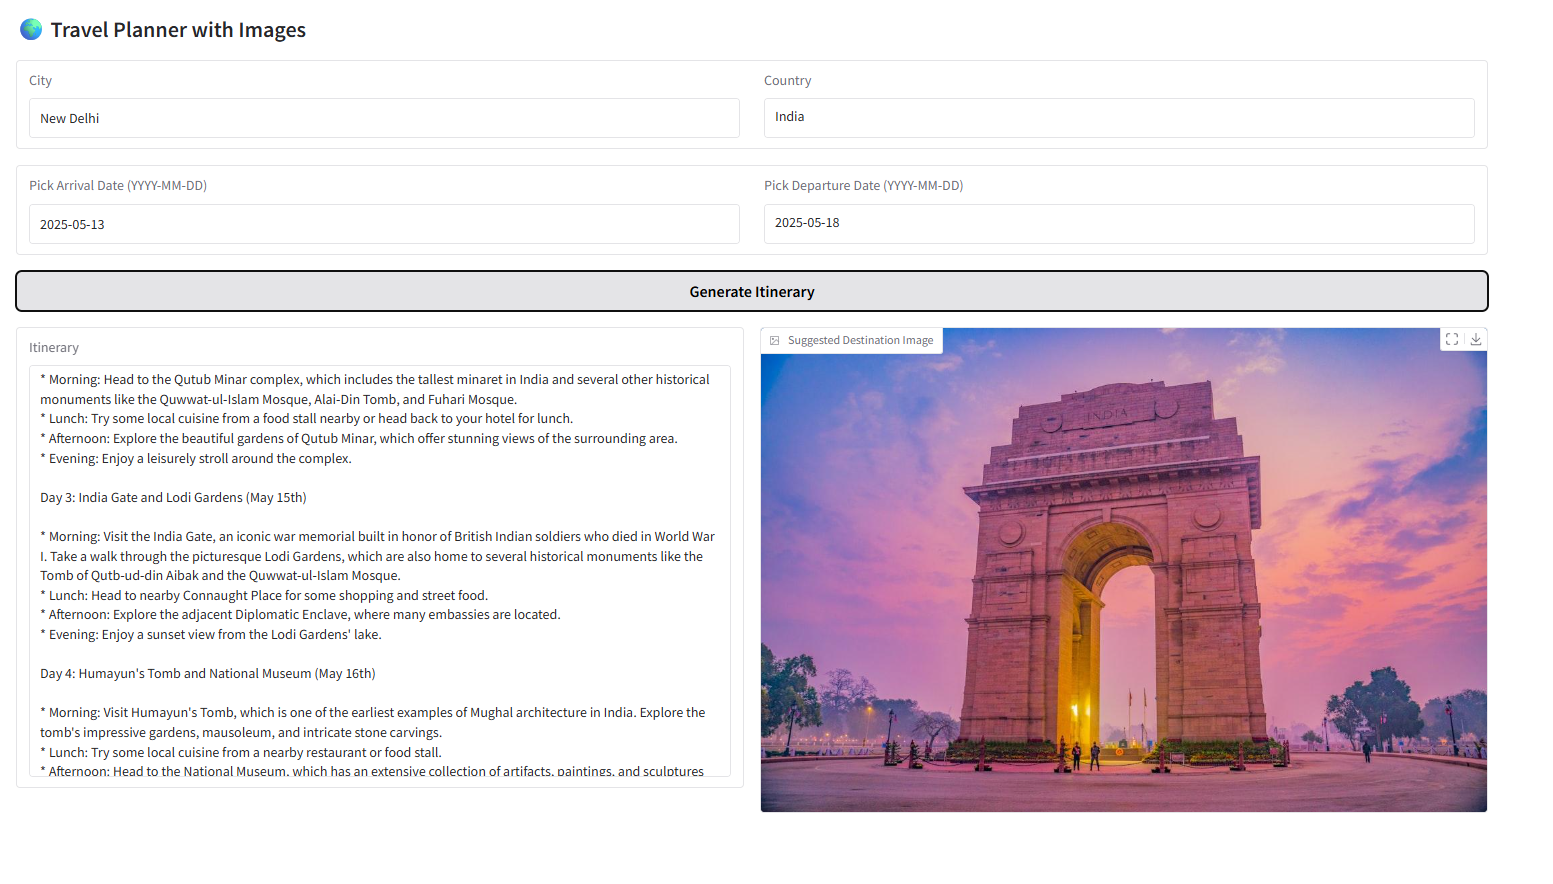 Travel Planner with Images
City
Country
New Delhi
India
Pick Arrival Date (YYYY-MM-DD)
Pick Departure Date (YYYY-MM-DD)
2025-05-13
2025-05-18
Generate Itinerary
Itinerary
* Morning: Head to the Qutub Minar complex, which includes the tallest minaret in India and several other historical
monuments like the Quwwat-ul-Islam Mosque, Alai-Din Tomb, and Fuhari Mosque.
* Lunch: Try some local cuisine from a food stall nearby or head back to your hotel for lunch.
* Afternoon: Explore the beautiful gardens of Qutub Minar, which offer stunning views of the surrounding area.
* Evening: Enjoy a leisurely stroll around the complex.
Day 3: India Gate and Lodi Gardens (May 15th)
* Morning: Visit the India Gate, an iconic war memorial built in honor of British Indian soldiers who died in World War
I. Take a walk through the picturesque Lodi Gardens, which are also home to several historical monuments like the
Tomb of Qutb-ud-din Aibak and the Quwwat-ul-Islam Mosque.
* Lunch: Head to nearby Connaught Place for some shopping and street food.
* Afternoon: Explore the adjacent Diplomatic Enclave, where many embassies are located.
* Evening: Enjoy a sunset view from the Lodi Gardens' lake.
Day 4: Humayun's Tomb and National Museum (May 16th)
* Morning: Visit Humayun's Tomb, which is one of the earliest examples of Mughal architecture in India. Explore the
tomb's impressive gardens, mausoleum, and intricate stone carvings.
* Lunch: Try some local cuisine from a nearby restaurant or food stall.
* Afternoon: Head to the National Museum, which has an extensive collection of artifacts, paintings, and sculptures
Suggested Destination Image
INDIA